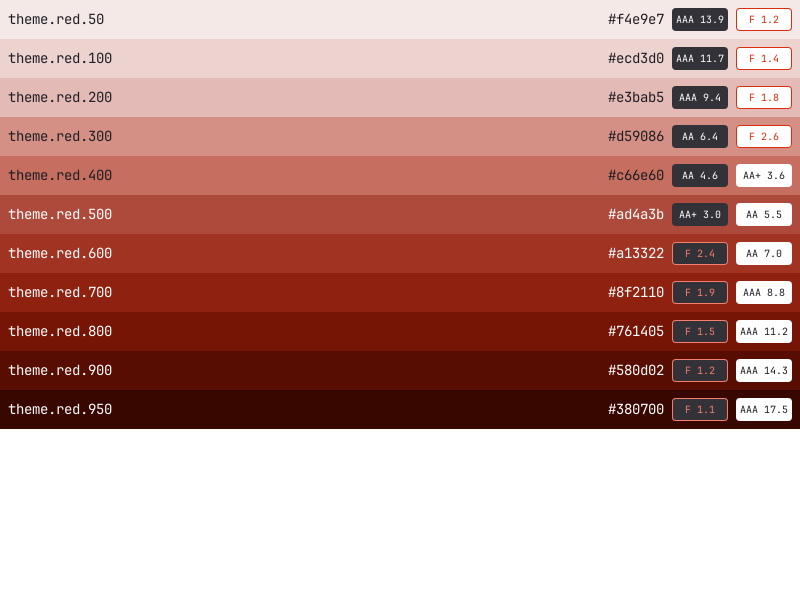 theme.red.50 #f4e9e7 AAA 13.9 F 1.2
theme.red.100 #ecd3d0 AAA 11.7 F 1.4
theme.red.200 #e3bab5 AAA 9.4 F 1.8
theme.red.300 #d59086 AA 6.4 F 2.6
theme.red.400 #c66e60 AA 4.6 AA+ 3.6
theme.red.500 #ad4a3b AA+ 3.0 AA 5.5
theme.red.600 #a13322 F 2.4 AA 7.0
theme.red.700 #8f2110 F 1.9 AAA 8.8
theme.red.800 #761405 F 1.5 AAA 11.2
theme.red.900 #580d02 F 1.2 AAA 14.3
theme.red.950 #380700 F 1.1 AAA 17.5